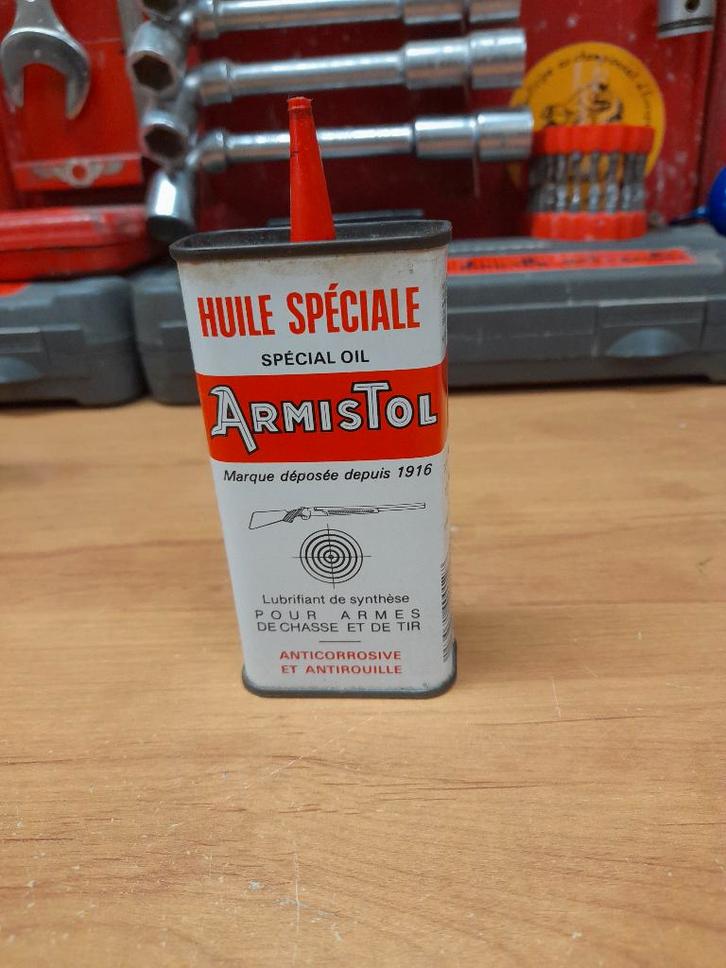 HUILE SPÉCIALE
SPÉCIAL OIL
ARMISTOL
Marque déposée depuis 1916
Lubrifiant de synthèse
POUR ARMES
DE CHASSE ET DE TIR
ANTICORROSIVE
ET ANTIROUILLE